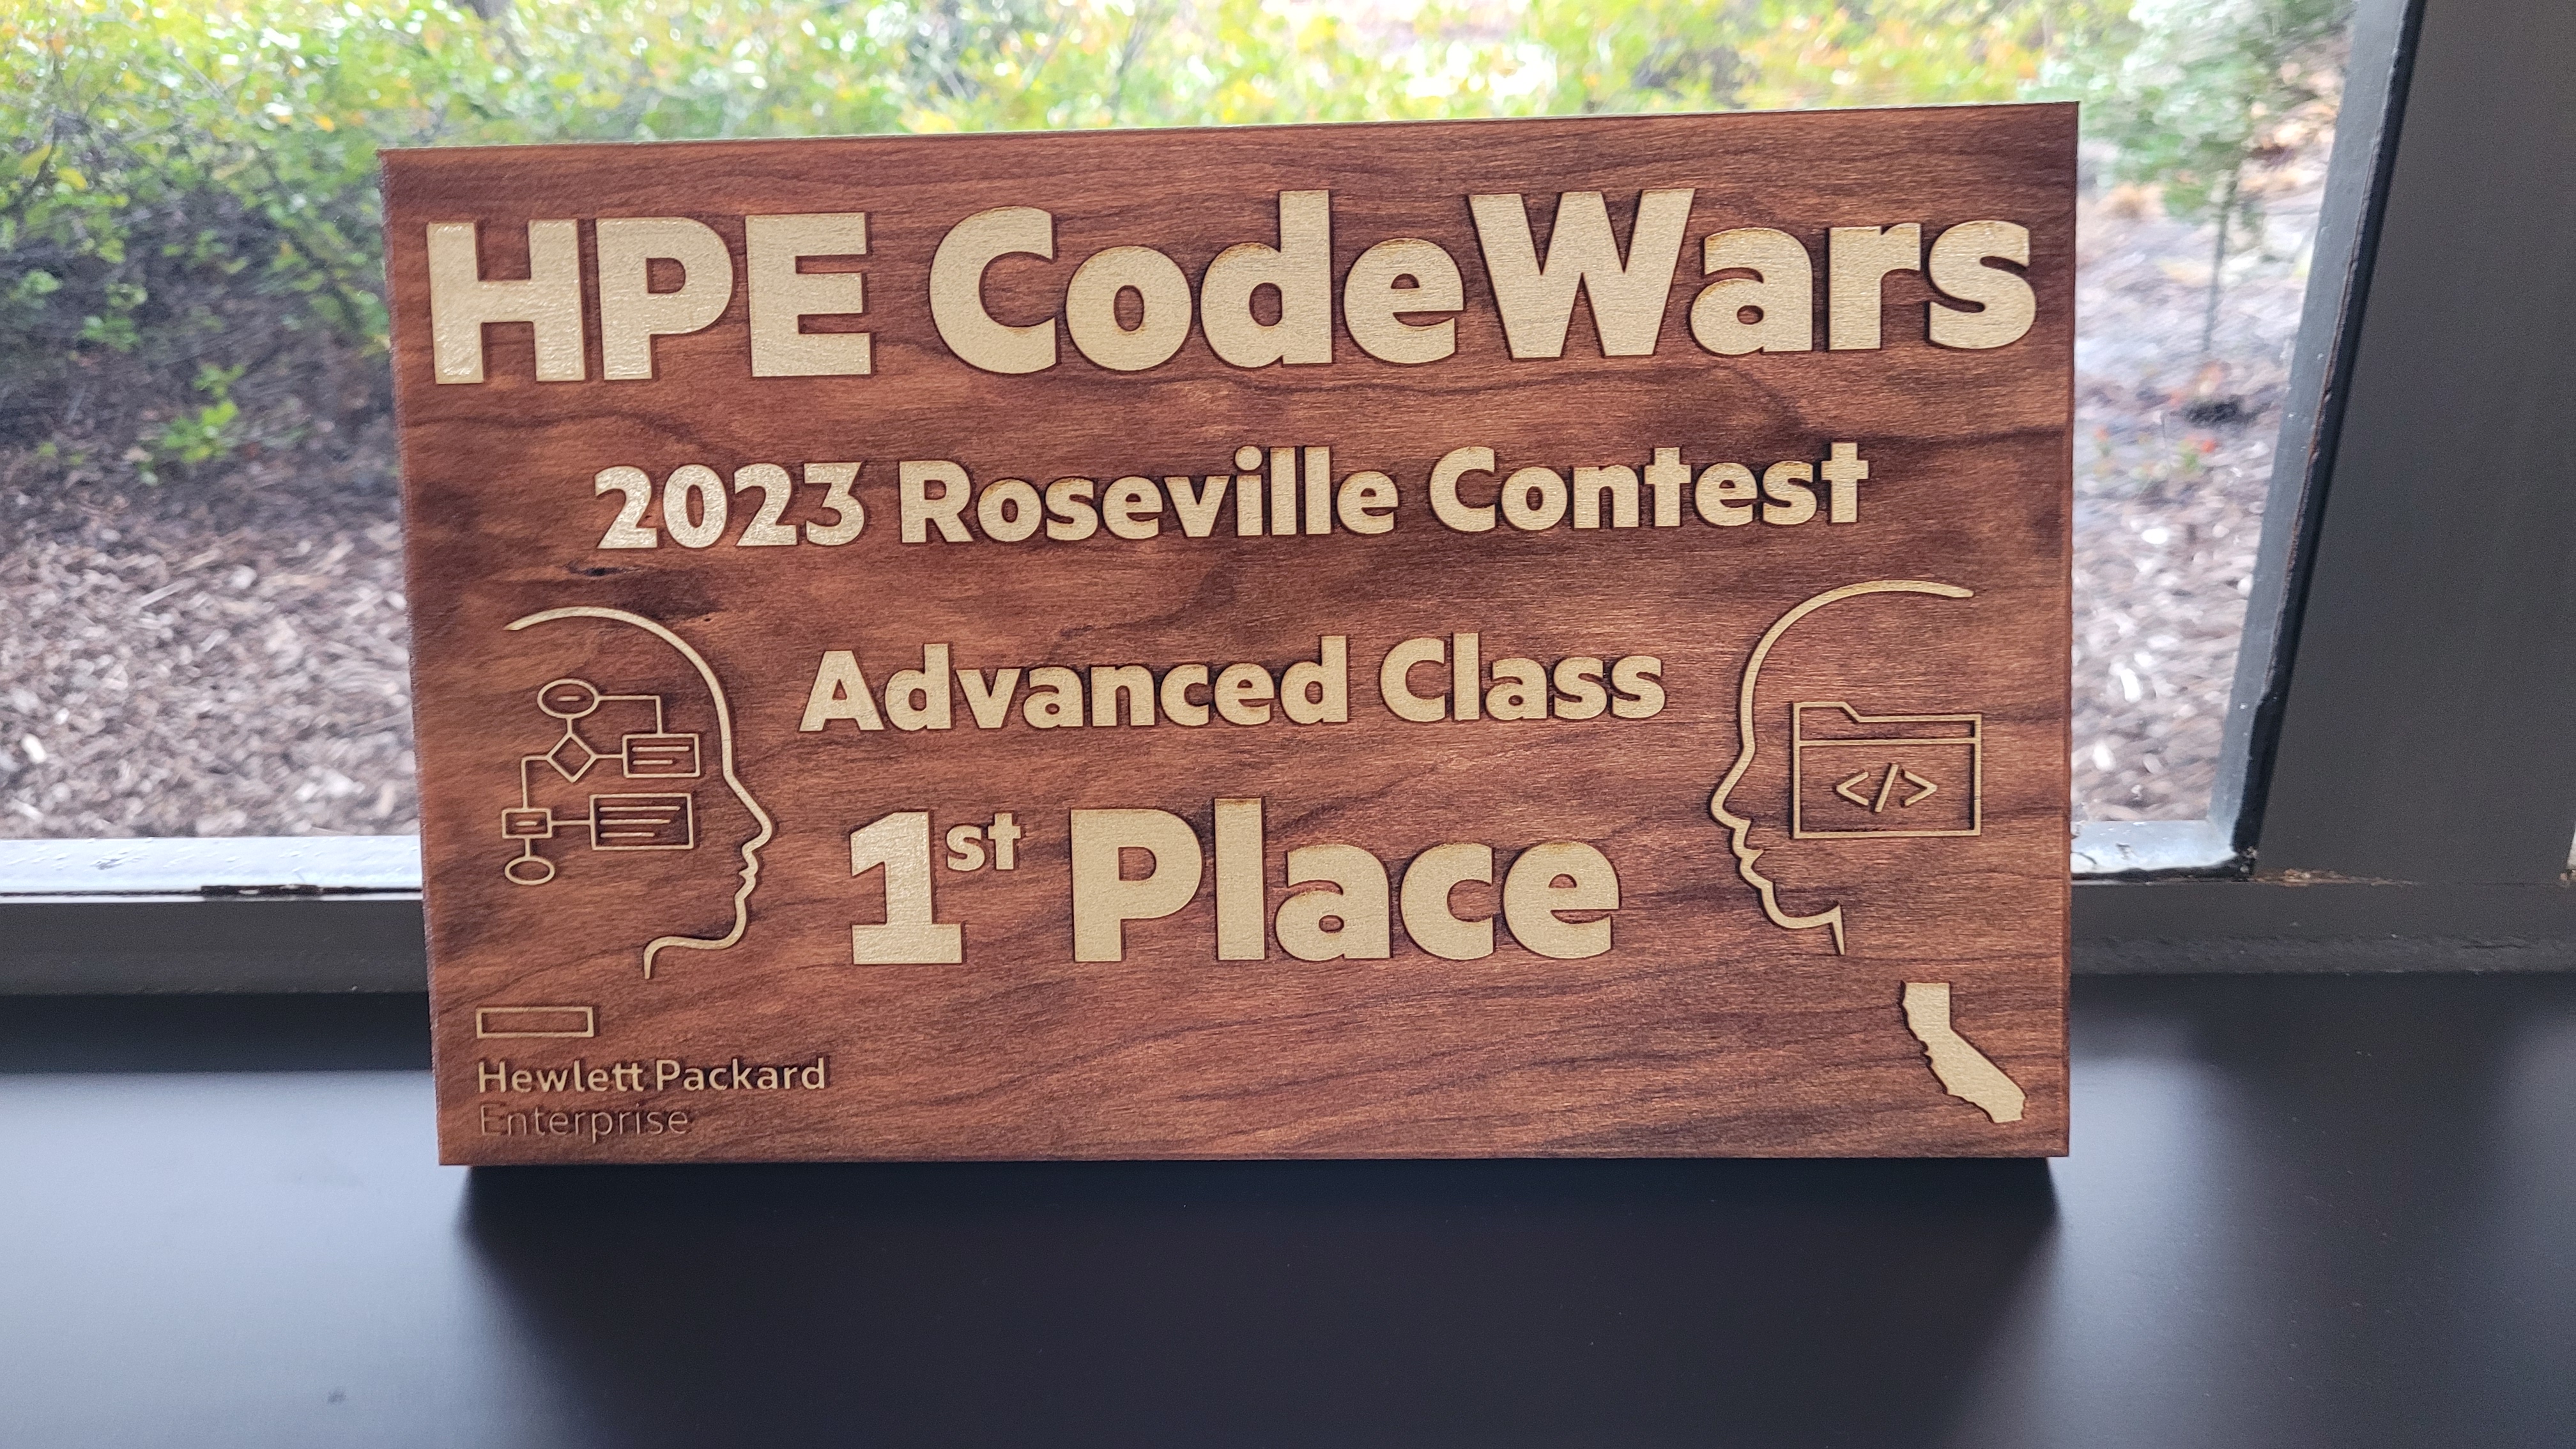 HPE CodeWars
2023 Roseville Contest
Advanced Class
1st Place
</>
Hewlett Packard
Enterprise